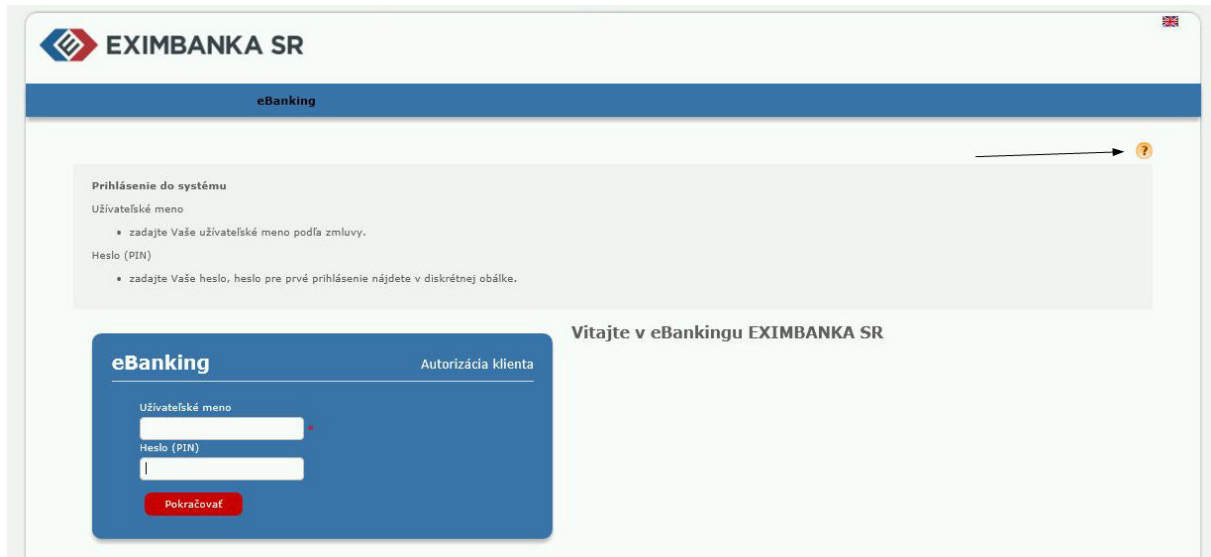 EXIMBANKA SR
eBanking
?
Prihlásenie do systému
Užívateľské meno
• zadajte Vaše užívateľské meno podľa zmluvy.
Heslo (PIN)
• zadajte Vaše heslo, heslo pre prvé prihlásenie nájdete v diskrétnej obálke.
Vitajte v eBankingu EXIMBANKA SR
eBanking Autorizácia klienta
Užívateľské meno
*
Heslo (PIN)
Pokračovať